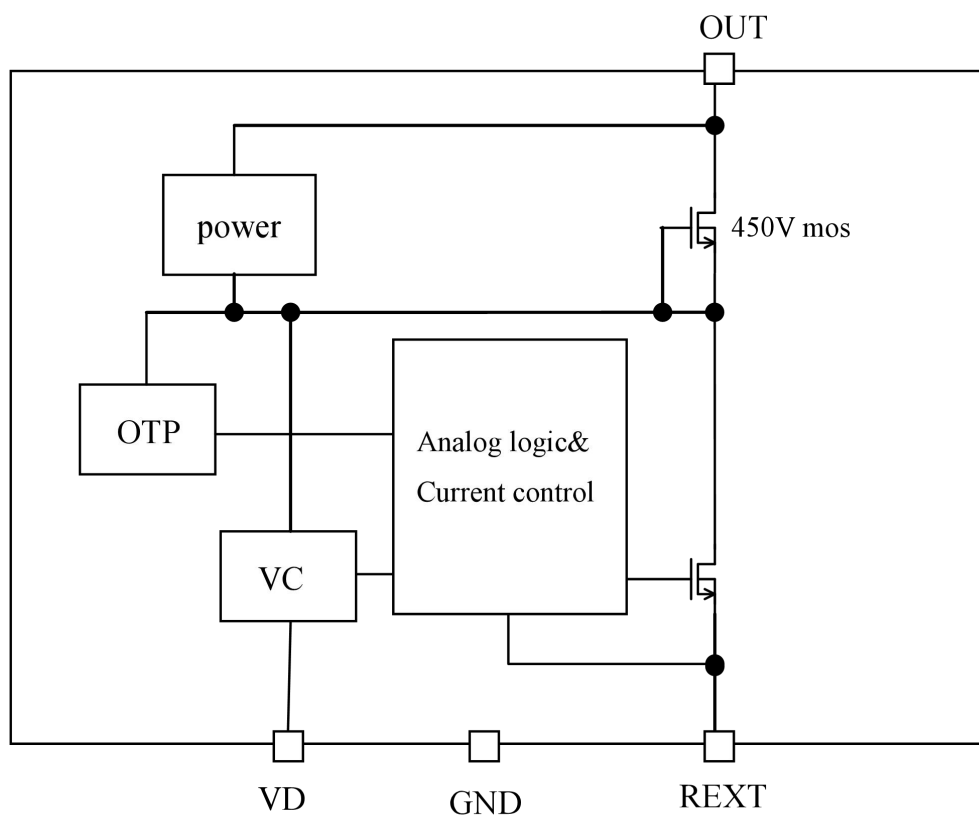 OUT
power
450V mos
OTP
Analog logic&
Current control
VC
VD
GND
REXT